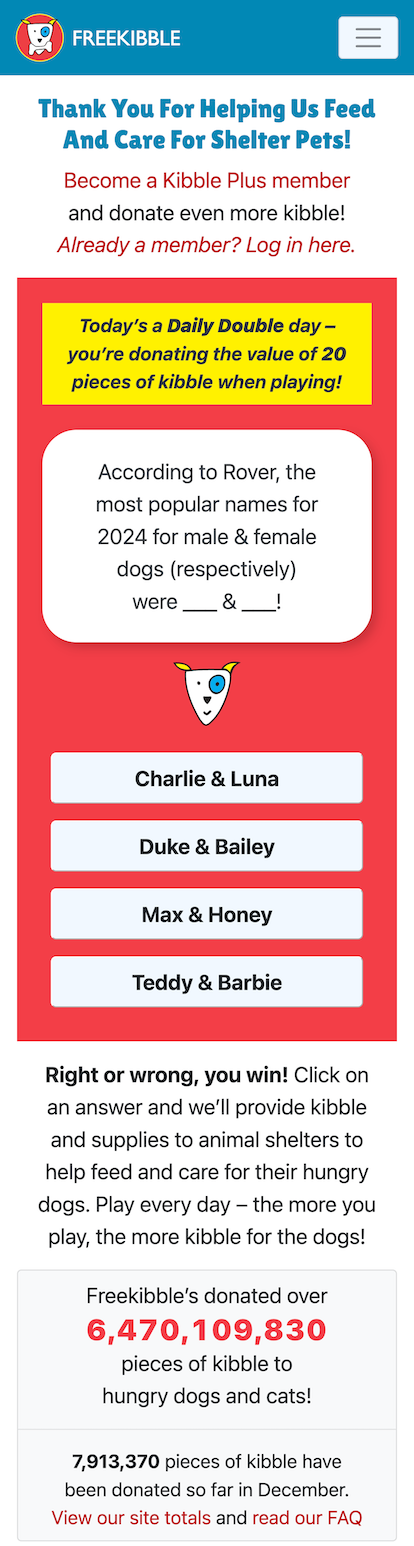 FREEKIBBLE
Thank You For Helping Us Feed
And Care For Shelter Pets!
Become a Kibble Plus member
and donate even more kibble!
Already a member? Log in here.
Today’s a Daily Double day –
you’re donating the value of 20
pieces of kibble when playing!
According to Rover, the
most popular names for
2024 for male & female
dogs (respectively)
were ___ & ___!
Charlie & Luna
Duke & Bailey
Max & Honey
Teddy & Barbie
Right or wrong, you win! Click on
an answer and we’ll provide kibble
and supplies to animal shelters to
help feed and care for their hungry
dogs. Play every day – the more you
play, the more kibble for the dogs!
Freekibble’s donated over
6,470,109,830
pieces of kibble to
hungry dogs and cats!
7,913,370 pieces of kibble have
been donated so far in December.
View our site totals and read our FAQ